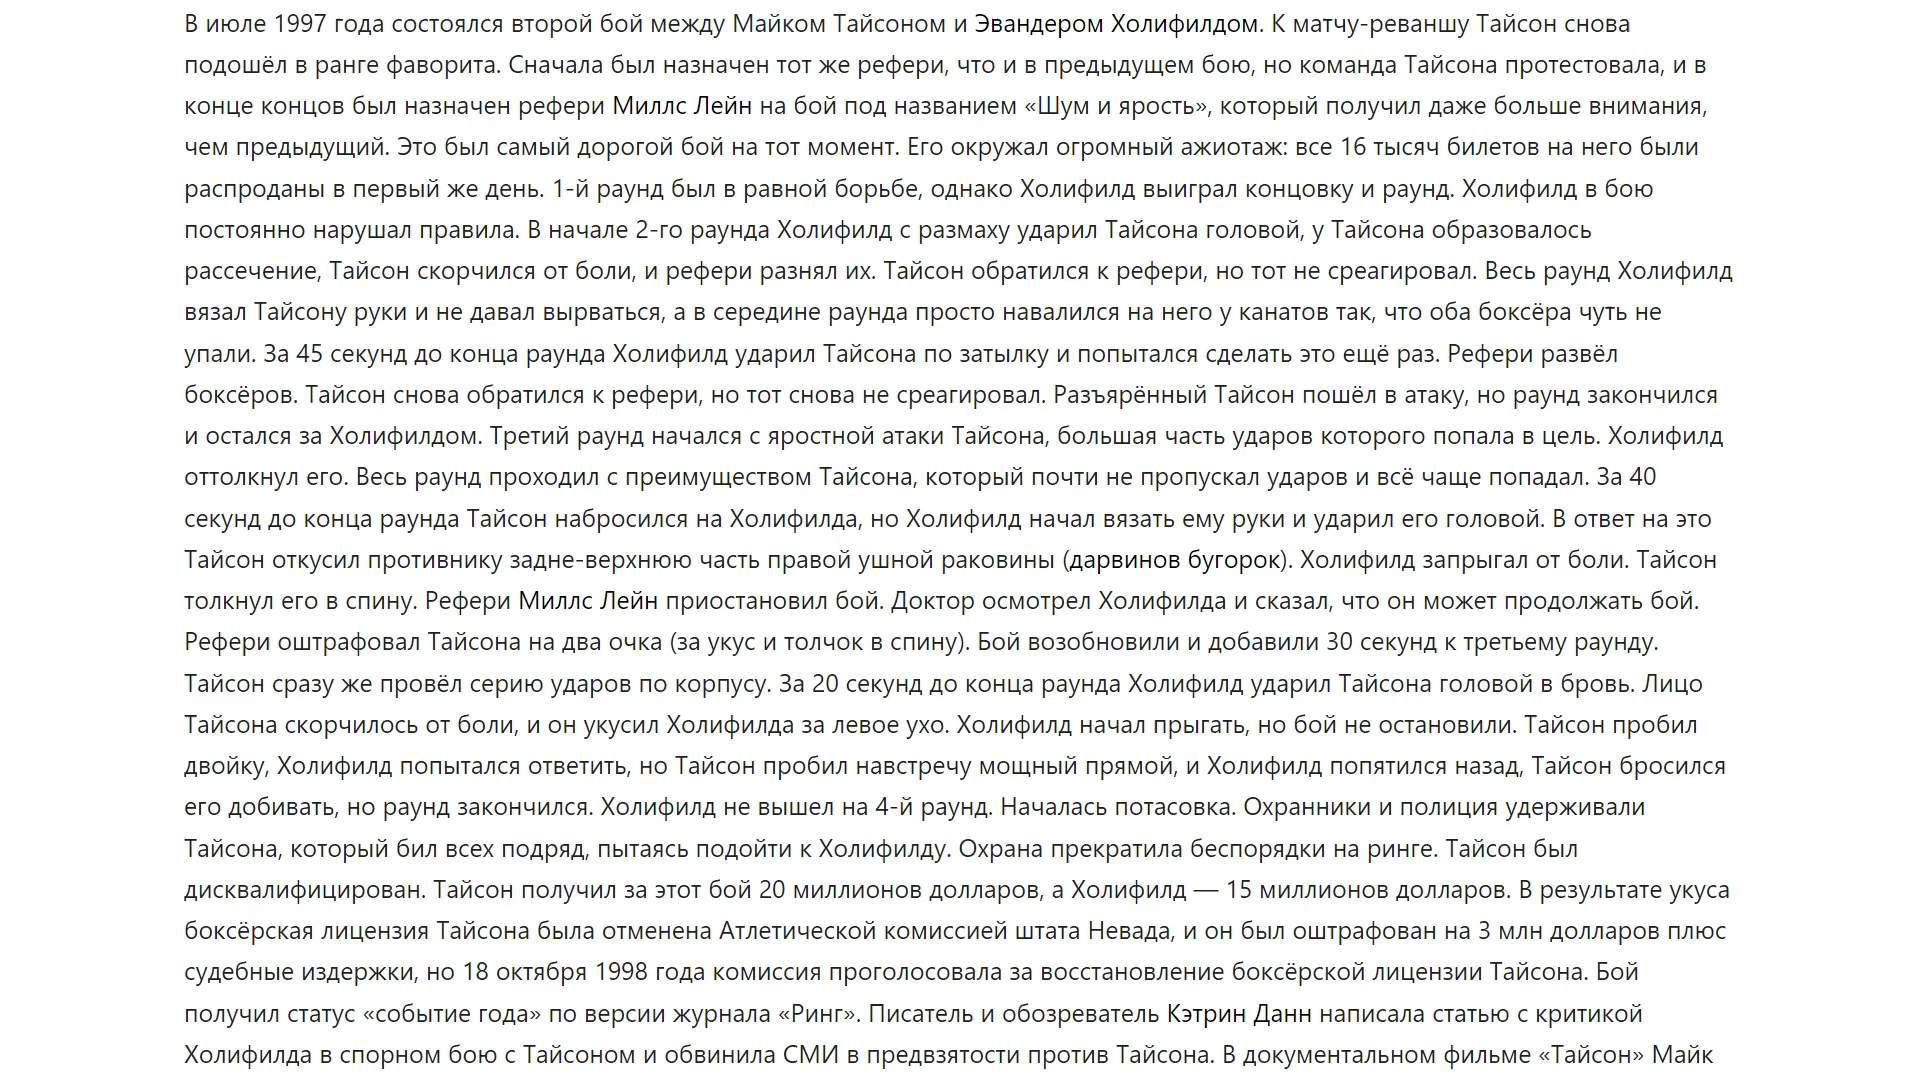 В июле 1997 года состоялся второй бой между Майком Тайсоном и Эвандером Холифилдом. К матчу-реваншу Тайсон снова
подошёл в ранге фаворита. Сначала был назначен тот же рефери, что и в предыдущем бою, но команда Тайсона протестовала, и в
конце концов был назначен рефери Миллс Лейн на бой под названием «Шум и ярость», который получил даже больше внимания,
чем предыдущий. Это был самый дорогой бой на тот момент. Его окружал огромный ажиотаж: все 16 тысяч билетов на него были
распроданы в первый же день. 1-й раунд был в равной борьбе, однако Холифилд выиграл концовку и раунд. Холифилд в бою
постоянно нарушал правила. В начале 2-го раунда Холифилд с размаху ударил Тайсона головой, у Тайсона образовалось
рассечение, Тайсон скорчился от боли, и рефери разнял их. Тайсон обратился к рефери, но тот не среагировал. Весь раунд Холифилд
вязал Тайсону руки и не давал вырваться, а в середине раунда просто навалился на него у канатов так, что оба боксёра чуть не
упали. За 45 секунд до конца раунда Холифилд ударил Тайсона по затылку и попытался сделать это ещё раз. Рефери развёл
боксёров. Тайсон снова обратился к рефери, но тот снова не среагировал. Разъярённый Тайсон пошёл в атаку, но раунд закончился
и остался за Холифилдом. Третий раунд начался с яростной атаки Тайсона, большая часть ударов которого попала в цель. Холифилд
оттолкнул его. Весь раунд проходил с преимуществом Тайсона, который почти не пропускал ударов и всё чаще попадал. За 40
секунд до конца раунда Тайсон набросился на Холифилда, но Холифилд начал вязать ему руки и ударил его головой. В ответ на это
Тайсон откусил противнику задне-верхнюю часть правой ушной раковины (дарвинов бугорок). Холифилд запрыгал от боли. Тайсон
толкнул его в спину. Рефери Миллс Лейн приостановил бой. Доктор осмотрел Холифилда и сказал, что он может продолжать бой.
Рефери оштрафовал Тайсона на два очка (за укус и толчок в спину). Бой возобновили и добавили 30 секунд к третьему раунду.
Тайсон сразу же провёл серию ударов по корпусу. За 20 секунд до конца раунда Холифилд ударил Тайсона головой в бровь. Лицо
Тайсона скорчилось от боли, и он укусил Холифилда за левое ухо. Холифилд начал прыгать, но бой не остановили. Тайсон пробил
двойку, Холифилд попытался ответить, но Тайсон пробил навстречу мощный прямой, и Холифилд попятился назад, Тайсон бросился
его добивать, но раунд закончился. Холифилд не вышел на 4-й раунд. Началась потасовка. Охранники и полиция удерживали
Тайсона, который бил всех подряд, пытаясь подойти к Холифилду. Охрана прекратила беспорядки на ринге. Тайсон был
дисквалифицирован. Тайсон получил за этот бой 20 миллионов долларов, а Холифилд — 15 миллионов долларов. В результате укуса
боксёрская лицензия Тайсона была отменена Атлетической комиссией штата Невада, и он был оштрафован на 3 млн долларов плюс
судебные издержки, но 18 октября 1998 года комиссия проголосовала за восстановление боксёрской лицензии Тайсона. Бой
получил статус «событие года» по версии журнала «Ринг». Писатель и обозреватель Кэтрин Данн написала статью с критикой
Холифилда в спорном бою с Тайсоном и обвинила СМИ в предвзятости против Тайсона. В документальном фильме «Тайсон» Майк